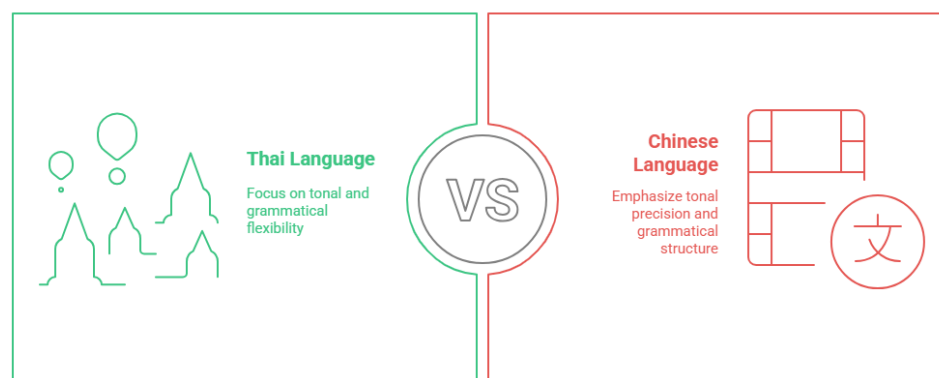 Thai Language
Focus on tonal and
grammatical
flexibility
VS
Chinese
Language
Emphasize tonal
precision and
grammatical
structure
文